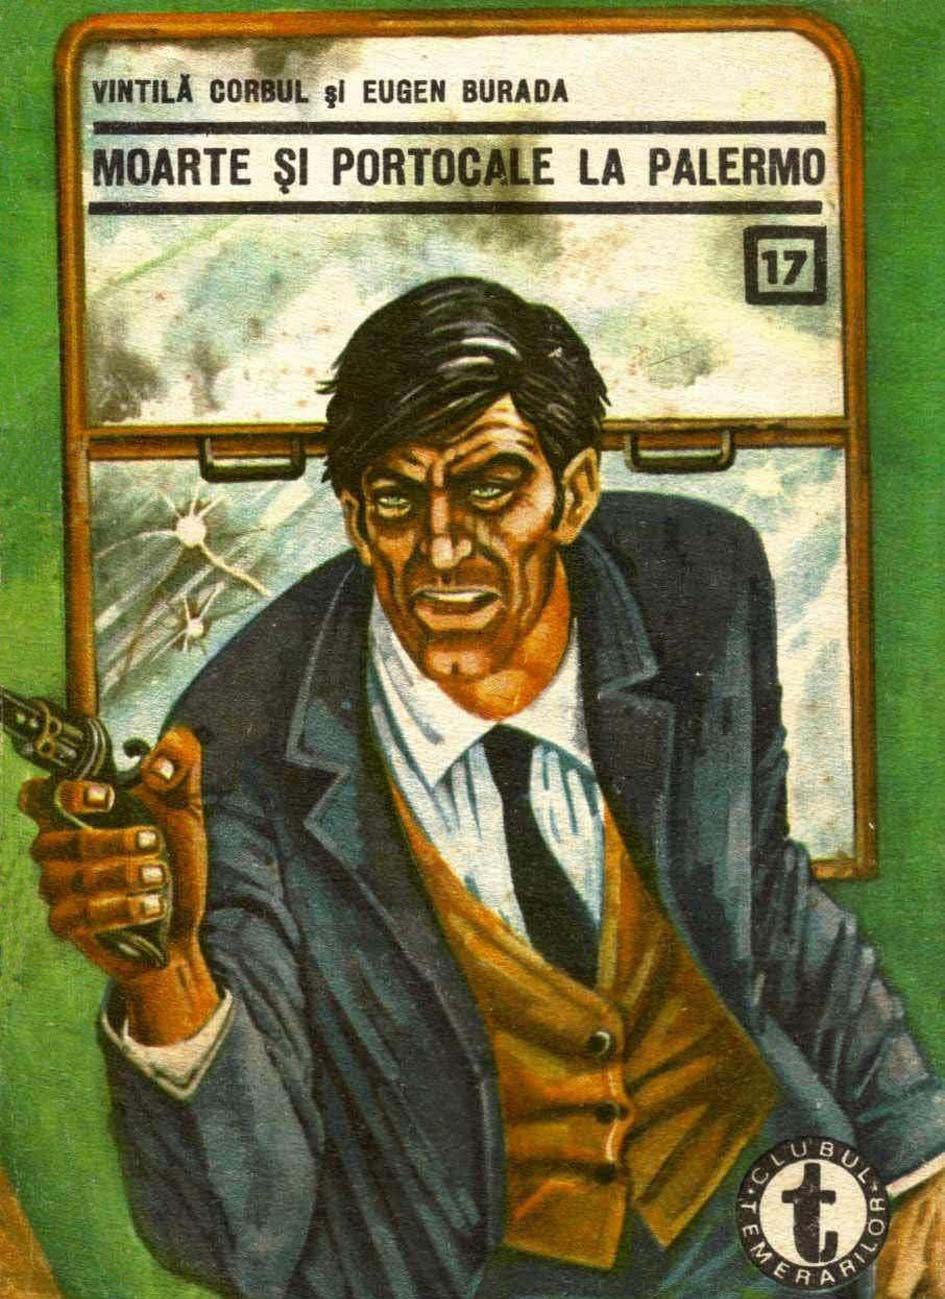 VINTILĂ CORBUL şi EUGEN BURADA
MOARTE ŞI PORTOCALE LA PALERMO
17
CLUBUL TEMERARILOR
t